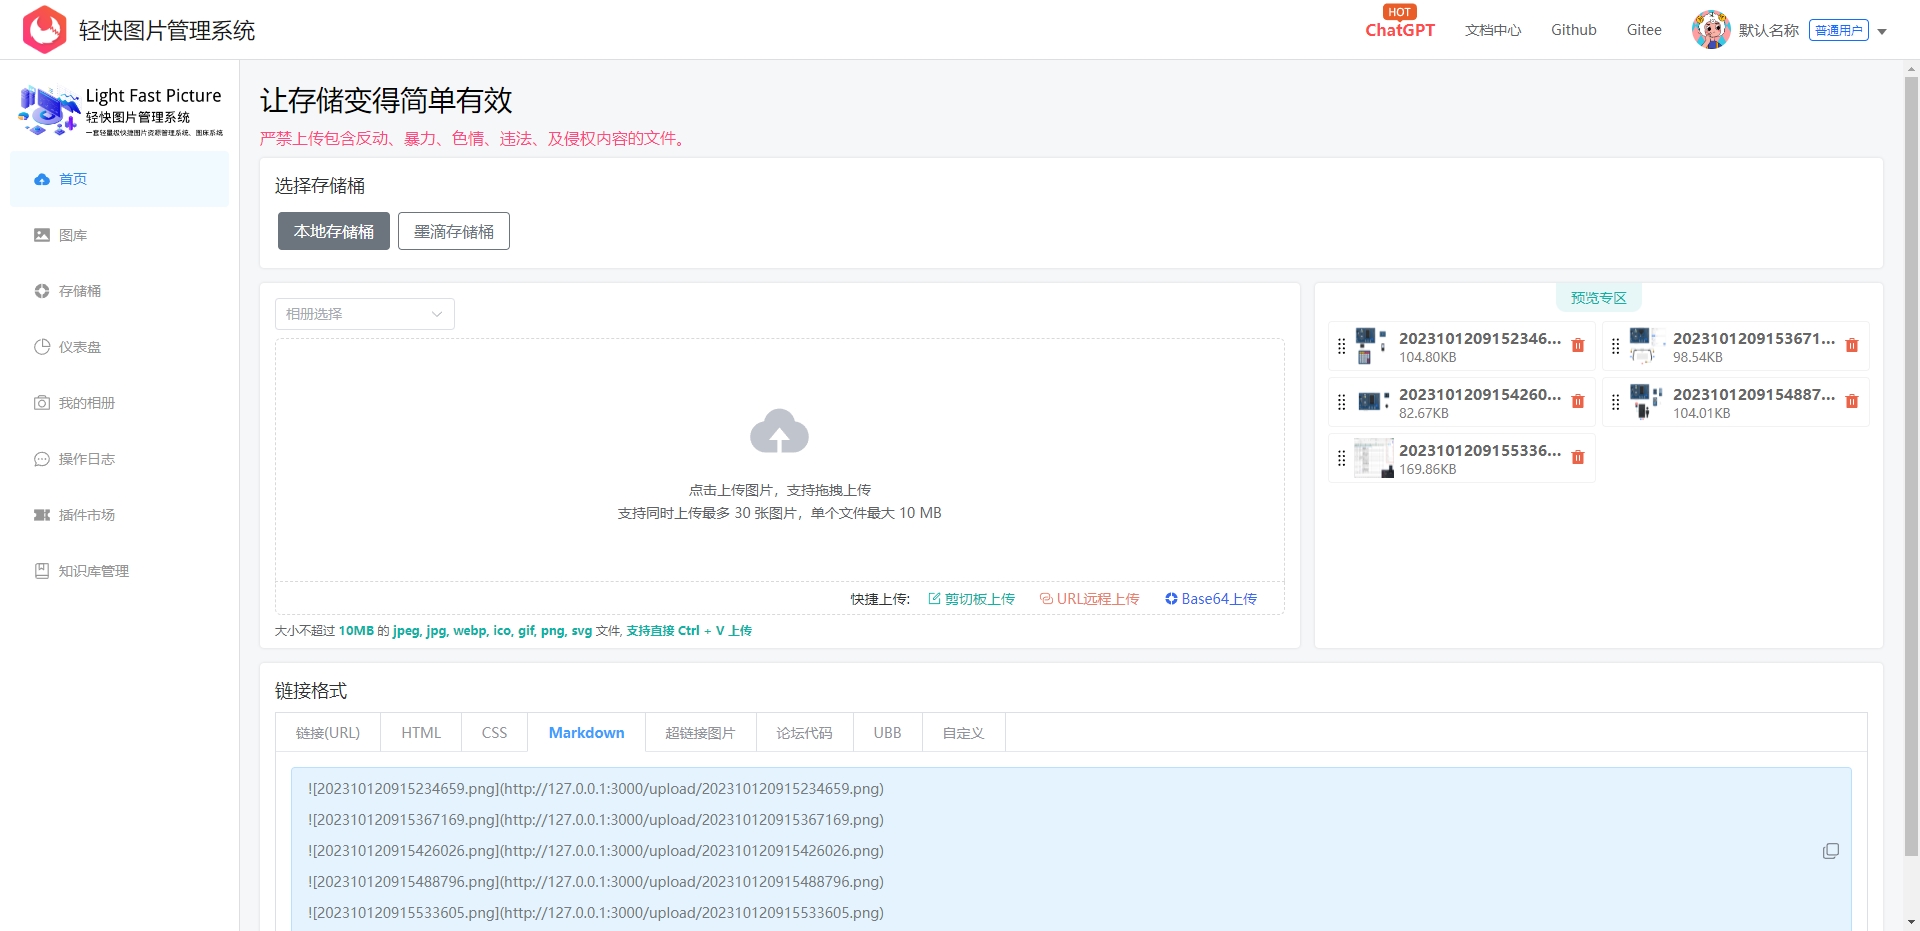 轻快图片管理系统
HOT
ChatGPT
文档中心
Github
Gitee
默认名称
普通用户
Light Fast Picture
轻快图片管理系统
一套轻量级快捷图片资源管理系统、图床系统
首页
图库
存储桶
仪表盘
我的相册
操作日志
插件市场
知识库管理
让存储变得简单有效
严禁上传包含反动、暴力、色情、违法、及侵权内容的文件。
选择存储桶
本地存储桶
墨滴存储桶
相册选择
点击上传图片，支持拖拽上传
支持同时上传最多 30 张图片，单个文件最大 10 MB
快捷上传:
剪切板上传
URL远程上传
Base64上传
大小不超过 10MB 的 jpeg, jpg, webp, ico, gif, png, svg 文件, 支持直接 Ctrl + V 上传
预览专区
2023101209152346...
104.80KB
2023101209153671...
98.54KB
2023101209154260...
82.67KB
2023101209154887...
104.01KB
2023101209155336...
169.86KB
链接格式
链接(URL)
HTML
CSS
Markdown
超链接图片
论坛代码
UBB
自定义
![202310120915234659.png](http://127.0.0.1:3000/upload/202310120915234659.png)
![202310120915367169.png](http://127.0.0.1:3000/upload/202310120915367169.png)
![202310120915426026.png](http://127.0.0.1:3000/upload/202310120915426026.png)
![202310120915488796.png](http://127.0.0.1:3000/upload/202310120915488796.png)
![202310120915533605.png](http://127.0.0.1:3000/upload/202310120915533605.png)